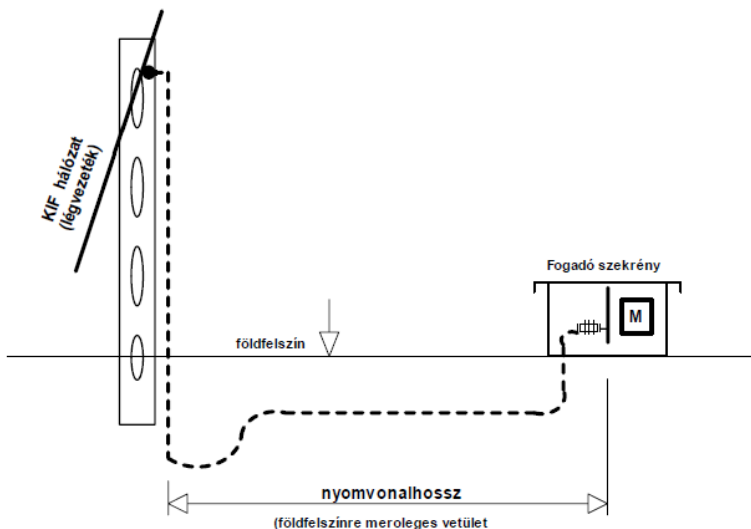 KIF hálózat
(légvezeték)
Fogadó szekrény
M
földfelszín
nyomvonalhossz
(földfelszínre meroleges vetület